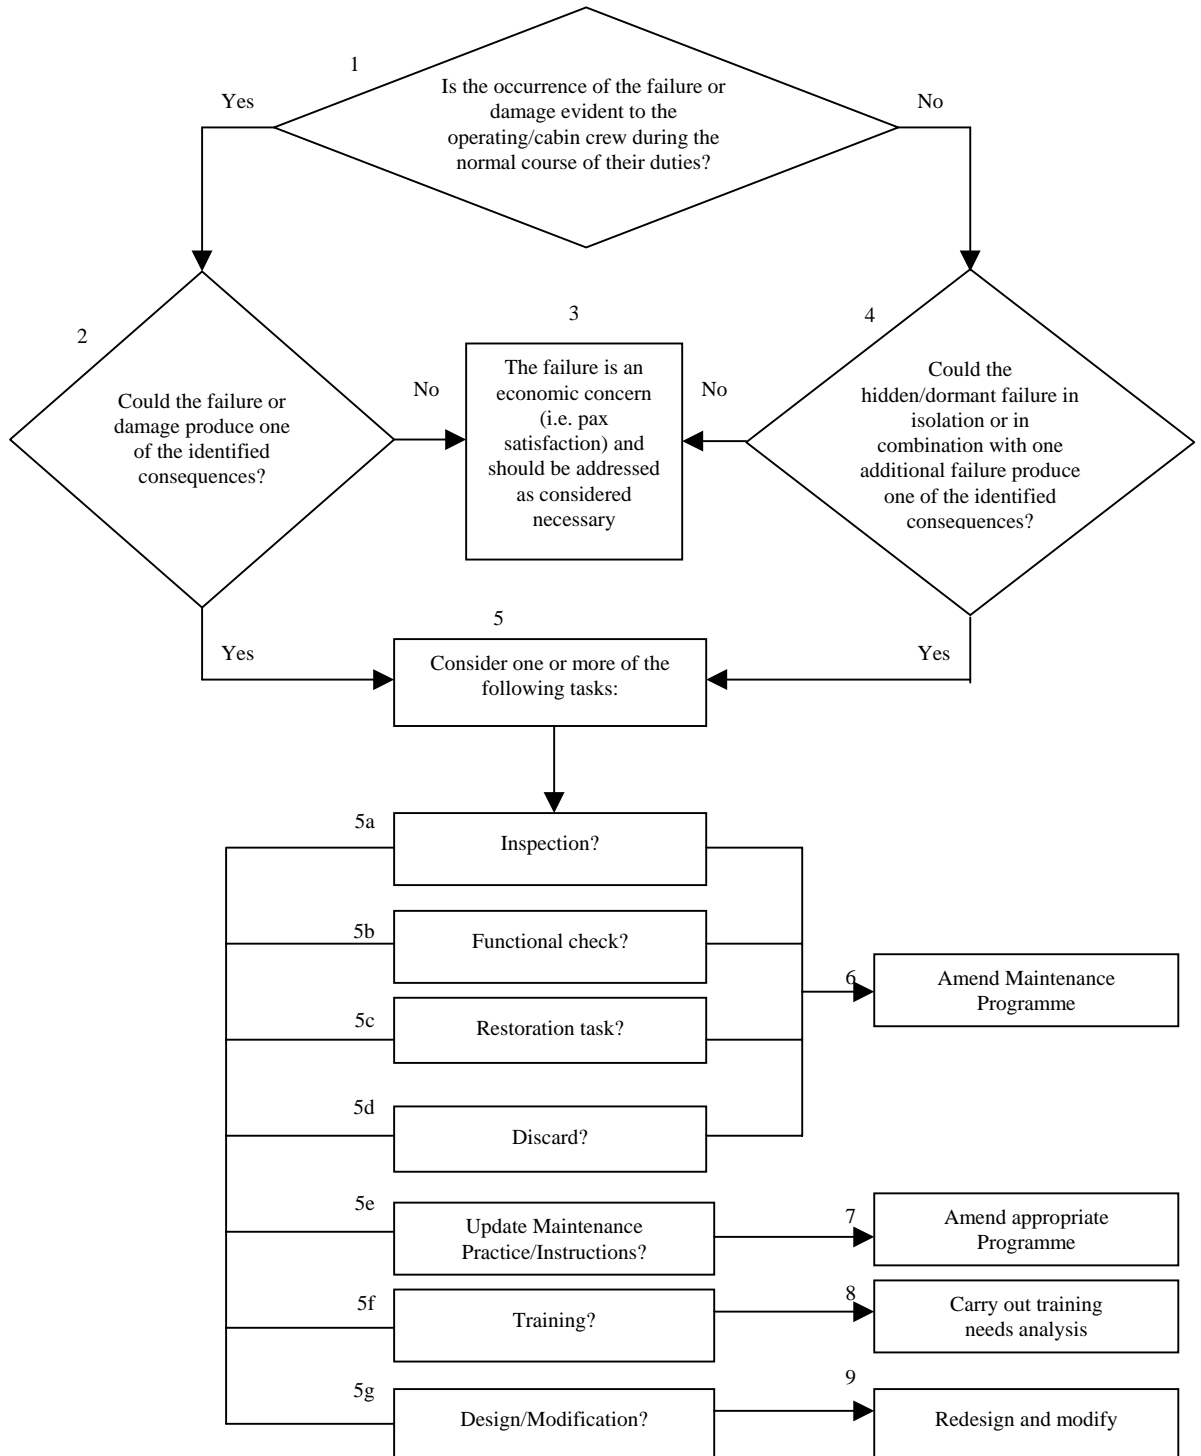 1
Is the occurrence of the failure or
damage evident to the
operating/cabin crew during the
normal course of their duties?
Yes
No
2
Could the failure or
damage produce one
of the identified
consequences?
No
3
The failure is an
economic concern
(i.e. pax
satisfaction) and
should be addressed
as considered
necessary
No
4
Could the
hidden/dormant failure in
isolation or in
combination with one
additional failure produce
one of the identified
consequences?
Yes
5
Consider one or more of the
following tasks:
Yes
5a
Inspection?
5b
Functional check?
5c
Restoration task?
5d
Discard?
6
Amend Maintenance
Programme
5e
Update Maintenance
Practice/Instructions?
7
Amend appropriate
Programme
5f
Training?
8
Carry out training
needs analysis
5g
Design/Modification?
9
Redesign and modify